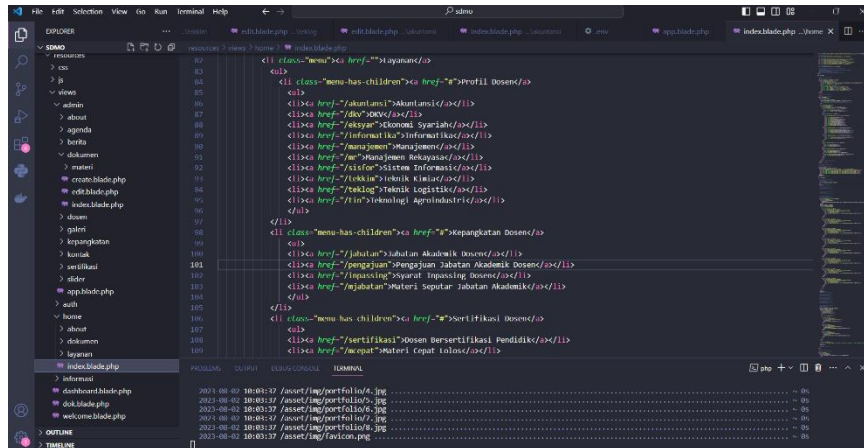 File Edit Selection View Go Run Terminal Help
sdmo
EXPLORER
edit.blade.php ...\teklog
edit.blade.php ...\akuntansi
index.blade.php ...\akuntansi
.env
app.blade.php
index.blade.php ...\home
SDMO
resources > views > home > index.blade.php
resources
css
js
views
admin
about
agenda
berita
dokumen
materi
create.blade.php
edit.blade.php
index.blade.php
dosen
galeri
kepangkatan
kontak
sertifikasi
slider
app.blade.php
auth
home
about
dokumen
layanan
index.blade.php
informasi
dashboard.blade.php
dok.blade.php
welcome.blade.php
OUTLINE
TIMELINE
82 <li class="menu"><a href="">Layanan</a>
83 <ul>
84 <li class="menu-has-children"><a href="#">Profil Dosen</a>
85 <ul>
86 <li><a href="/akuntansi">Akuntansi</a></li>
87 <li><a href="/dkv">DKV</a></li>
88 <li><a href="/eksyar">Ekonomi Syariah</a></li>
89 <li><a href="/informatika">Informatika</a></li>
90 <li><a href="/manajemen">Manajemen</a></li>
91 <li><a href="/mr">Manajemen Rekayasa</a></li>
92 <li><a href="/sisfor">Sistem Informasi</a></li>
93 <li><a href="/tekkim">Teknik Kimia</a></li>
94 <li><a href="/teklog">Teknik Logistik</a></li>
95 <li><a href="/tin">Teknologi Agroindustri</a></li>
96 </ul>
97 </li>
98 <li class="menu-has-children"><a href="#">Kepangkatan Dosen</a>
99 <ul>
100 <li><a href="/jabatan">Jabatan Akademik Dosen</a></li>
101 <li><a href="/pengajuan">Pengajuan Jabatan Akademik Dosen</a></li>
102 <li><a href="/inpassing">Syarat Inpassing Dosen</a></li>
103 <li><a href="/mjabatan">Materi Seputar Jabatan Akademik</a></li>
104 </ul>
105 </li>
106 <li class="menu-has-children"><a href="#">Sertifikasi Dosen</a>
107 <ul>
108 <li><a href="/sertifikasi">Dosen Bersertifikasi Pendidik</a></li>
109 <li><a href="/mcepat">Materi Cepat Lolos</a></li>
PROBLEMS OUTPUT DEBUG CONSOLE TERMINAL
php
2023-08-02 10:03:37 /asset/img/portfolio/4.jpg ~ 0s
2023-08-02 10:03:37 /asset/img/portfolio/5.jpg ~ 0s
2023-08-02 10:03:37 /asset/img/portfolio/6.jpg ~ 0s
2023-08-02 10:03:37 /asset/img/portfolio/7.jpg ~ 0s
2023-08-02 10:03:37 /asset/img/portfolio/8.jpg ~ 0s
2023-08-02 10:03:37 /asset/img/favicon.png ~ 0s